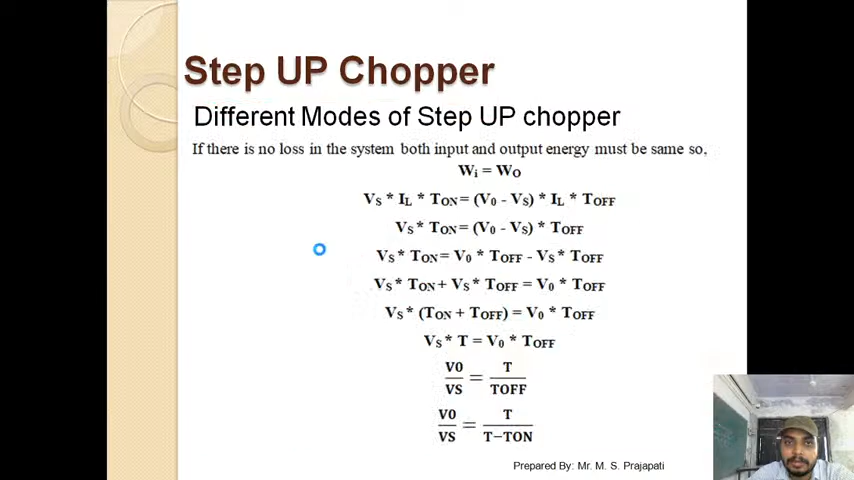 Step UP Chopper
Different Modes of Step UP chopper
If there is no loss in the system both input and output energy must be same so,
Wi = WO
VS * IL * TON = (V0 - VS) * IL * TOFF
VS * TON = (V0 - VS) * TOFF
VS * TON = V0 * TOFF - VS * TOFF
VS * TON + VS * TOFF = V0 * TOFF
VS * (TON + TOFF) = V0 * TOFF
VS * T = V0 * TOFF
V0/VS = T/TOFF
V0/VS = T/T−TON
Prepared By: Mr. M. S. Prajapati